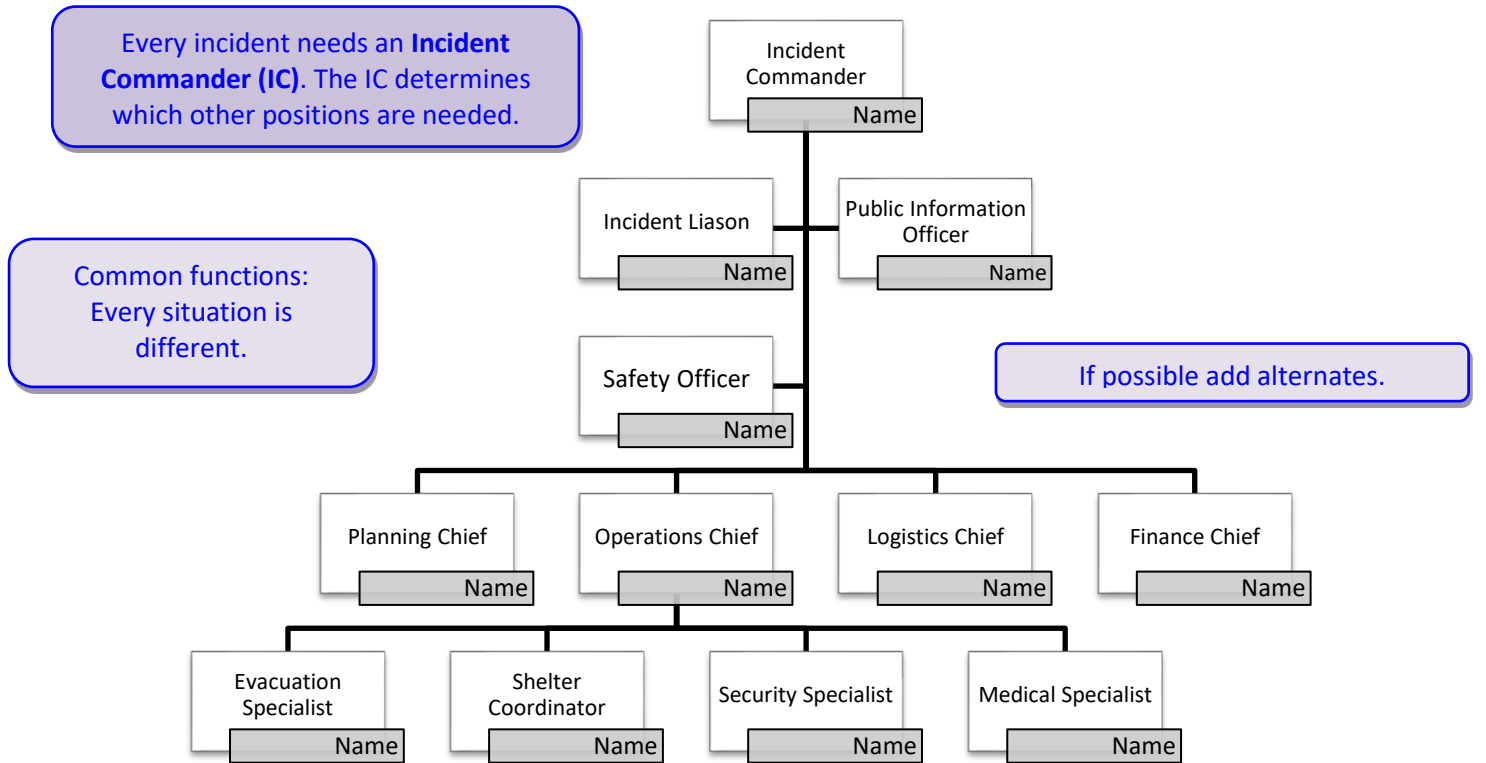 Every incident needs an Incident
Commander (IC). The IC determines
which other positions are needed.
Incident
Commander
Name
Incident Liason
Name
Public Information
Officer
Name
Common functions:
Every situation is
different.
Safety Officer
Name
If possible add alternates.
Planning Chief
Name
Operations Chief
Name
Logistics Chief
Name
Finance Chief
Name
Evacuation
Specialist
Name
Shelter
Coordinator
Name
Security Specialist
Name
Medical Specialist
Name